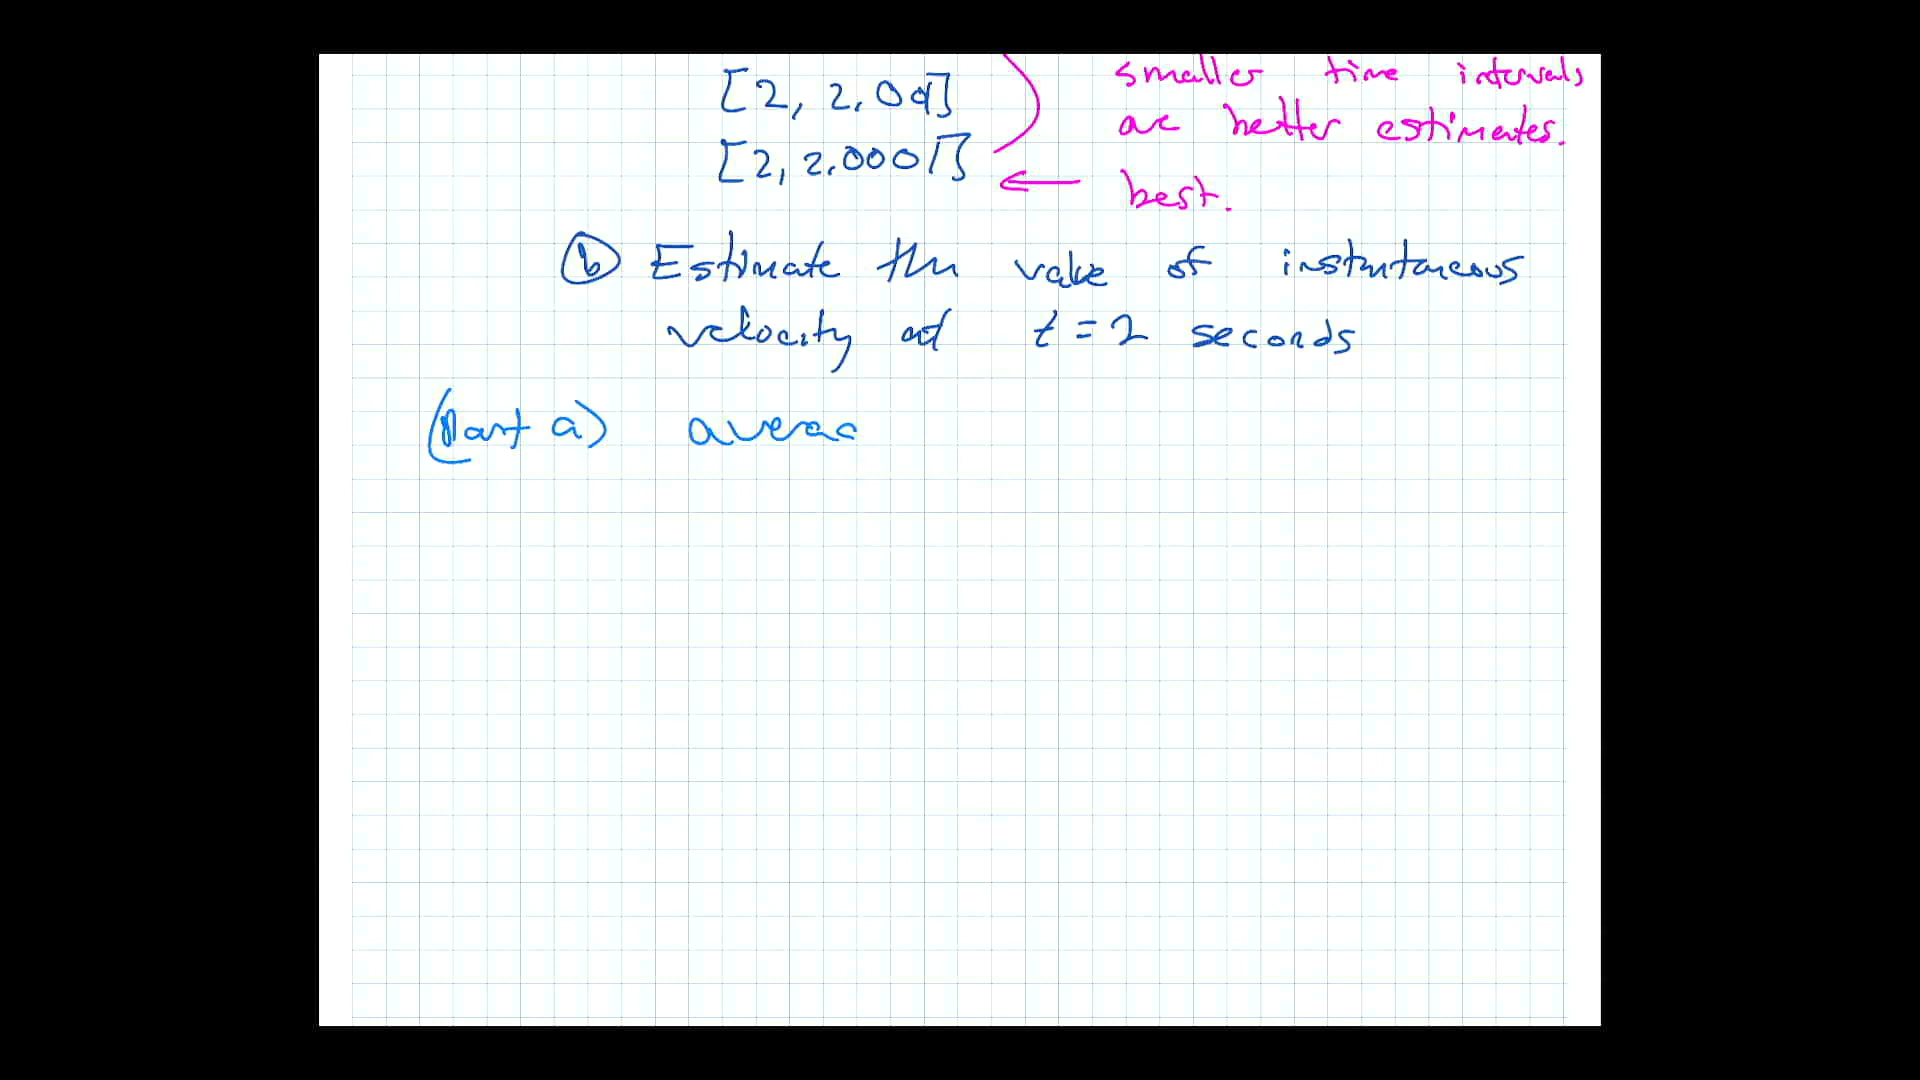 [2, 2.01]
smaller time intervals
are better estimates.
[2, 2.0001]
best.
b Estimate the value of instantaneous
velocity at t = 2 seconds
(Part a) averag